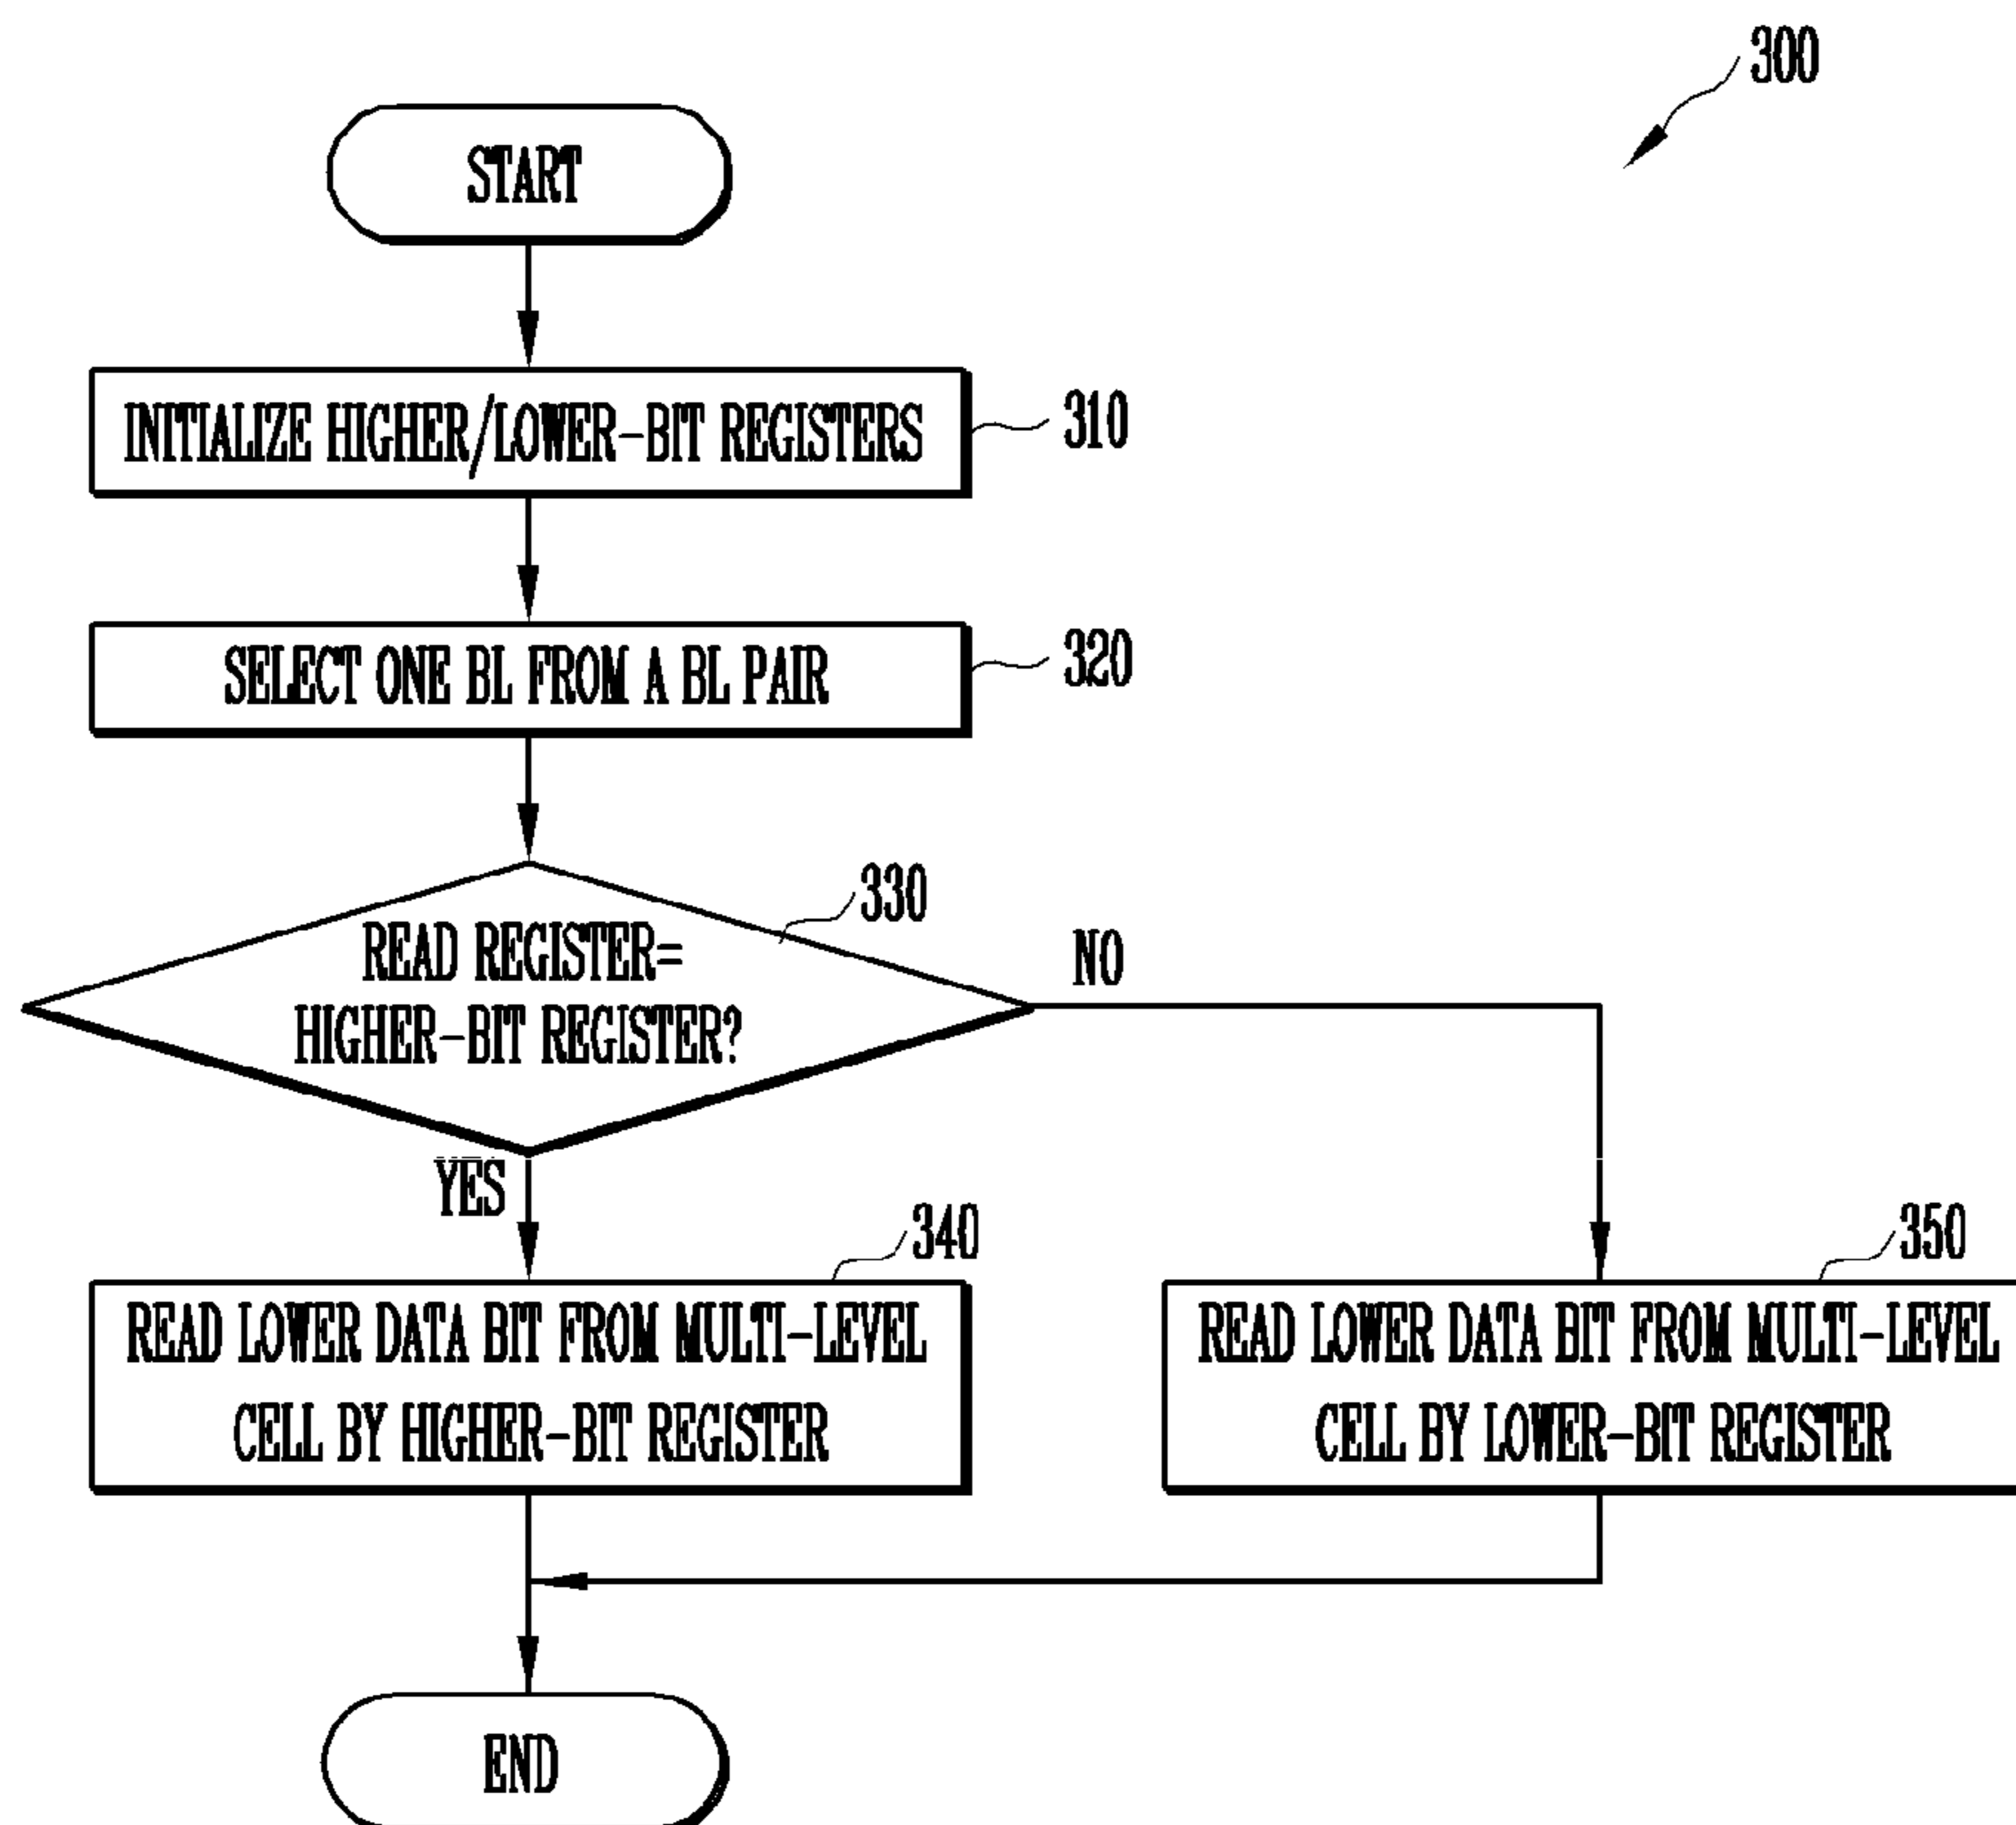 300
START
INITIALIZE HIGHER/LOWER-BIT REGISTERS
310
SELECT ONE BL FROM A BL PAIR
320
330
READ REGISTER=
HIGHER-BIT REGISTER?
NO
YES
340
READ LOWER DATA BIT FROM MULTI-LEVEL
CELL BY HIGHER-BIT REGISTER
350
READ LOWER DATA BIT FROM MULTI-LEVEL
CELL BY LOWER-BIT REGISTER
END